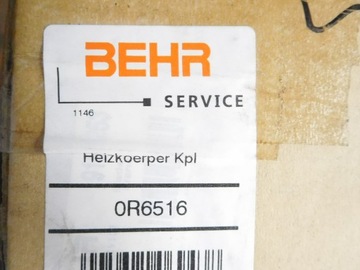 BEHR
SERVICE
1146
Heizkoerper Kpl
0R6516